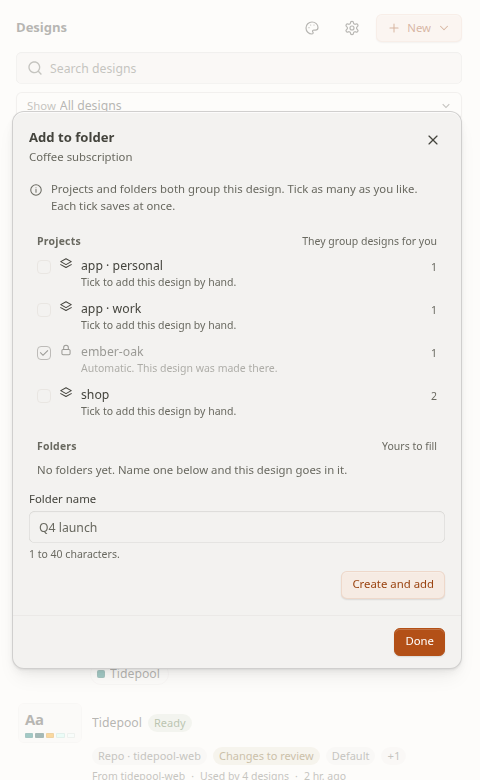 Designs
New
Search designs
Show All designs
Add to folder
Coffee subscription
Projects and folders both group this design. Tick as many as you like.
Each tick saves at once.
Projects They group designs for you
app · personal 1
Tick to add this design by hand.
app · work 1
Tick to add this design by hand.
ember-oak 1
Automatic. This design was made there.
shop 2
Tick to add this design by hand.
Folders Yours to fill
No folders yet. Name one below and this design goes in it.
Folder name
Q4 launch
1 to 40 characters.
Create and add
Done
Tidepool
Aa
Tidepool Ready
Repo · tidepool-web Changes to review Default +1
From tidepool-web · Used by 4 designs · 2 hr. ago